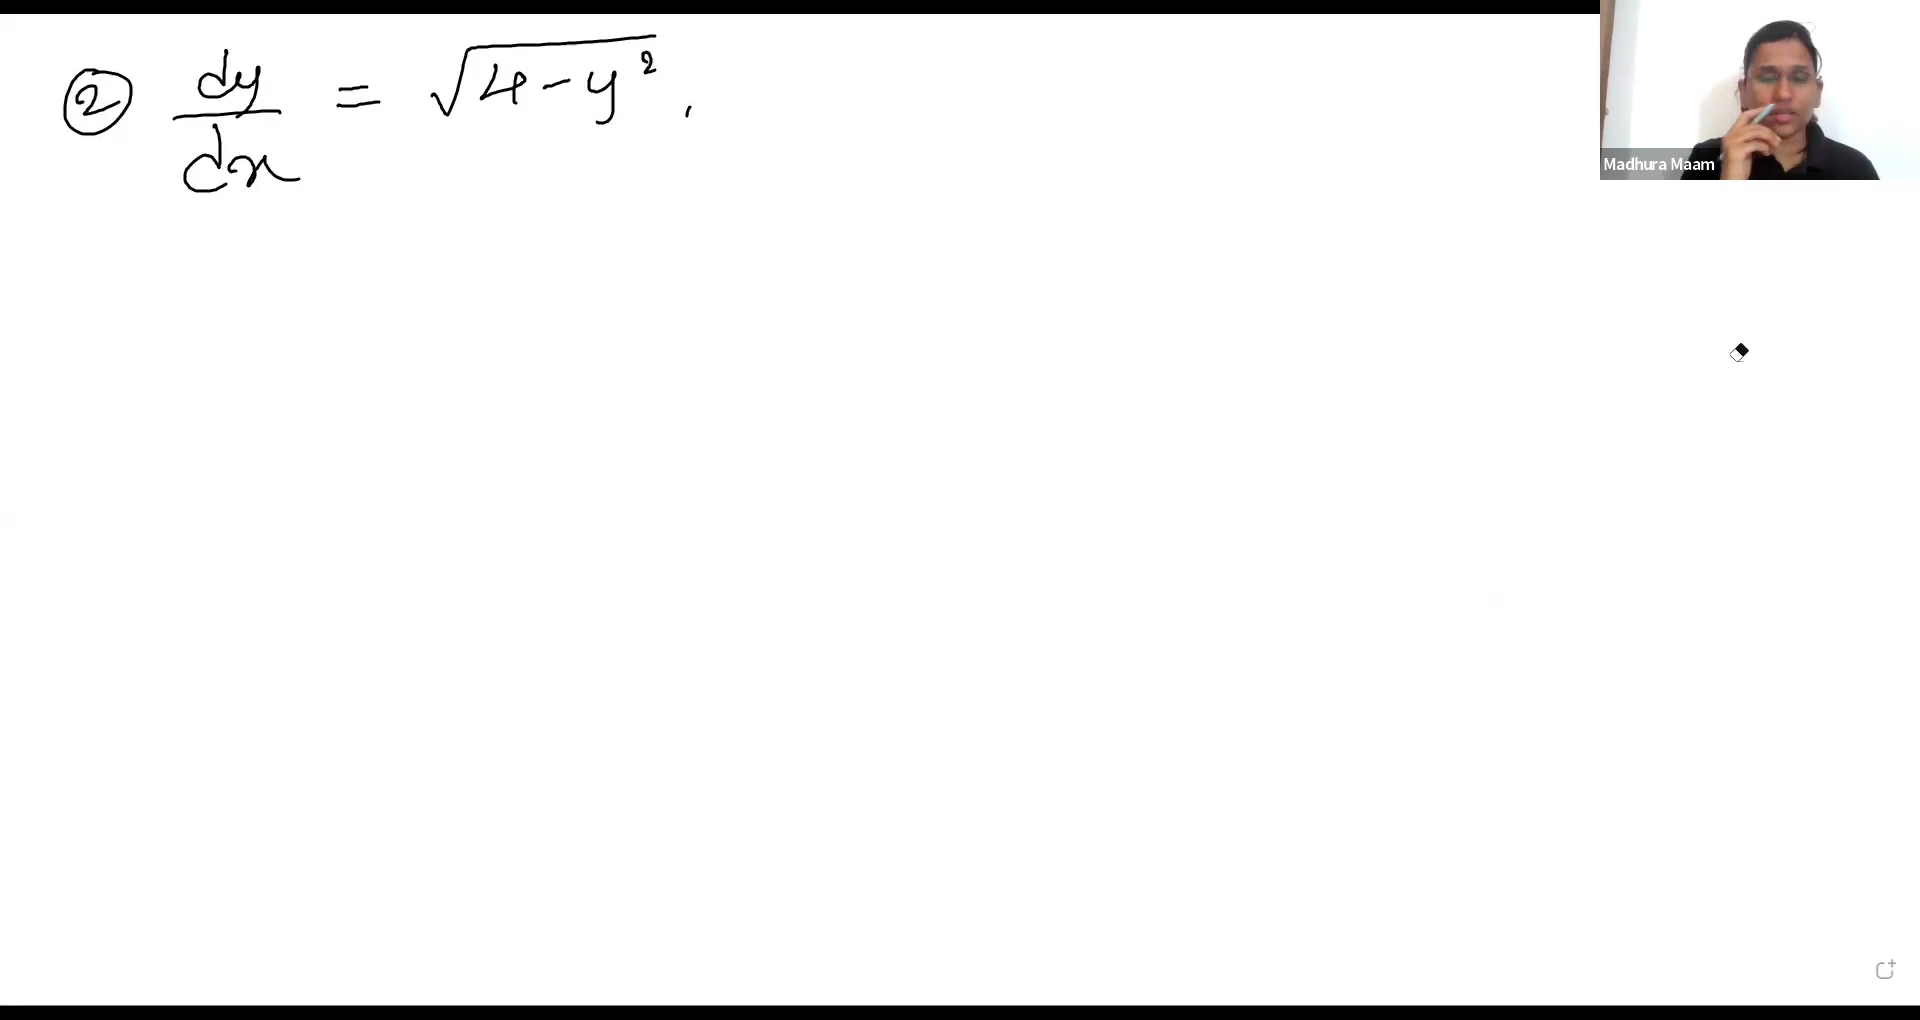 ② dy/dx = √(4-y²) .
Madhura Maam